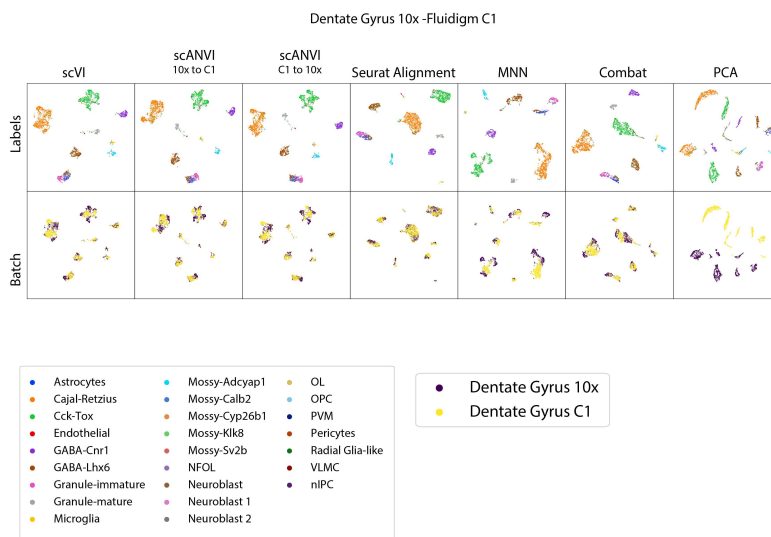 Dentate Gyrus 10x -Fluidigm C1
scVI
scANVI
10x to C1
scANVI
C1 to 10x
Seurat Alignment
MNN
Combat
PCA
Labels
Batch
Astrocytes
Cajal-Retzius
Cck-Tox
Endothelial
GABA-Cnr1
GABA-Lhx6
Granule-immature
Granule-mature
Microglia
Mossy-Adcyap1
Mossy-Calb2
Mossy-Cyp26b1
Mossy-Klk8
Mossy-Sv2b
NFOL
Neuroblast
Neuroblast 1
Neuroblast 2
OL
OPC
PVM
Pericytes
Radial Glia-like
VLMC
nIPC
Dentate Gyrus 10x
Dentate Gyrus C1